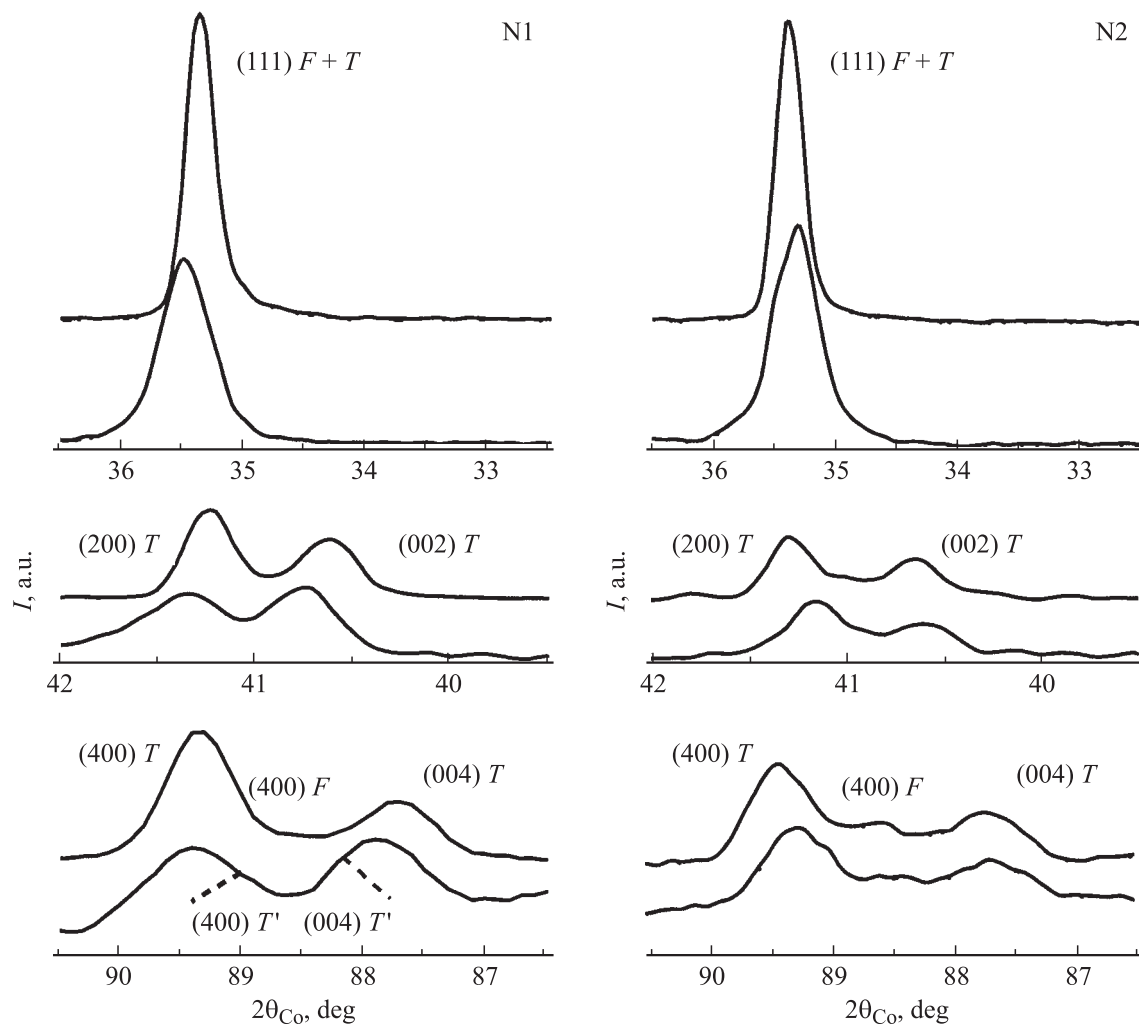 N1
(111) F + T
36 35 34 33
(200) T
(002) T
42 41 40
(400) T
(400) F
(004) T
(400) T'
(004) T'
90 89 88 87
2θCo, deg
I, a.u.
N2
(111) F + T
36 35 34 33
(200) T
(002) T
42 41 40
(400) T
(400) F
(004) T
90 89 88 87
2θCo, deg
I, a.u.